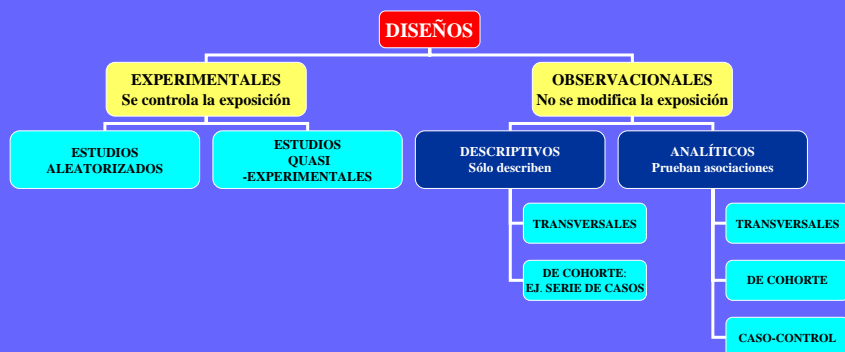 DISEÑOS
EXPERIMENTALES
Se controla la exposición
OBSERVACIONALES
No se modifica la exposición
ESTUDIOS
ALEATORIZADOS
ESTUDIOS
QUASI
-EXPERIMENTALES
DESCRIPTIVOS
Sólo describen
ANALÍTICOS
Prueban asociaciones
TRANSVERSALES
DE COHORTE:
EJ. SERIE DE CASOS
TRANSVERSALES
DE COHORTE
CASO-CONTROL